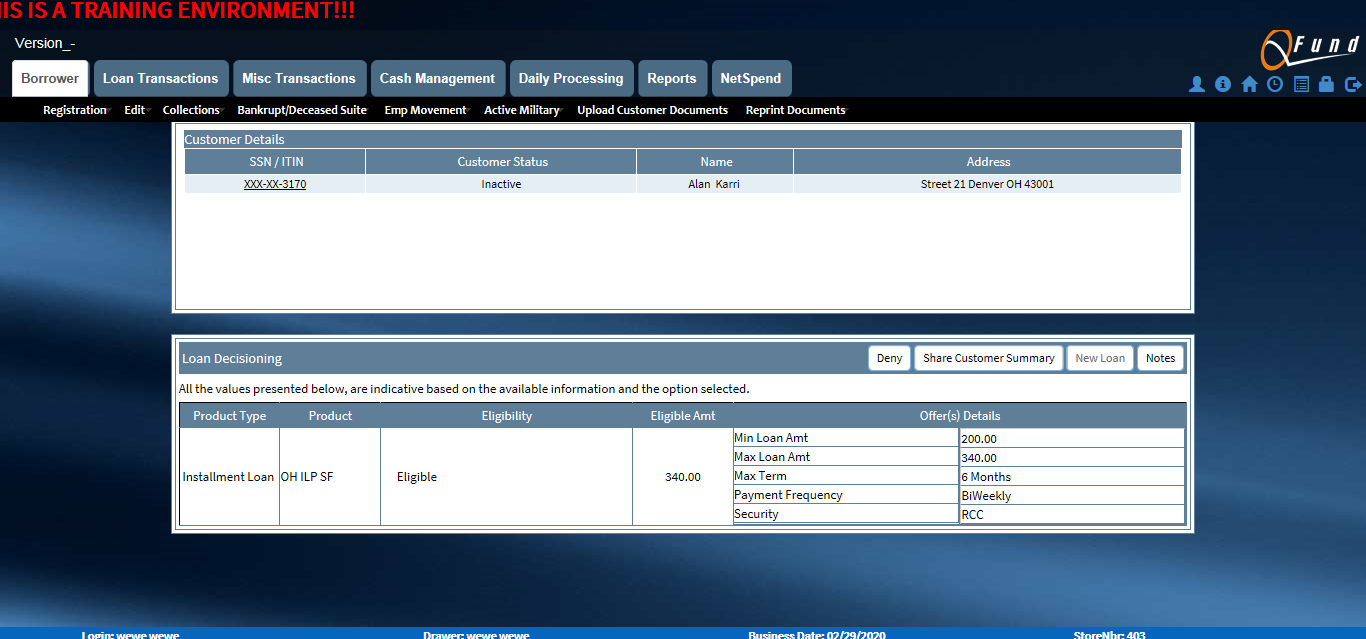 HIS IS A TRAINING ENVIRONMENT!!!
Version_-
QFund
Borrower Loan Transactions Misc Transactions Cash Management Daily Processing Reports NetSpend
Registration Edit Collections Bankrupt/Deceased Suite Emp Movement Active Military Upload Customer Documents Reprint Documents
Customer Details
SSN / ITIN Customer Status Name Address
XXX-XX-3170 Inactive Alan Karri Street 21 Denver OH 43001
Loan Decisioning Deny Share Customer Summary New Loan Notes
All the values presented below, are indicative based on the available information and the option selected.
Product Type Product Eligibility Eligible Amt Offer(s) Details
Min Loan Amt 200.00
Max Loan Amt 340.00
Installment Loan OH ILP SF Eligible 340.00 Max Term 6 Months
Payment Frequency BiWeekly
Security RCC
Login: wewe wewe Drawer: wewe wewe Business Date: 02/29/2020 StoreNbr: 403